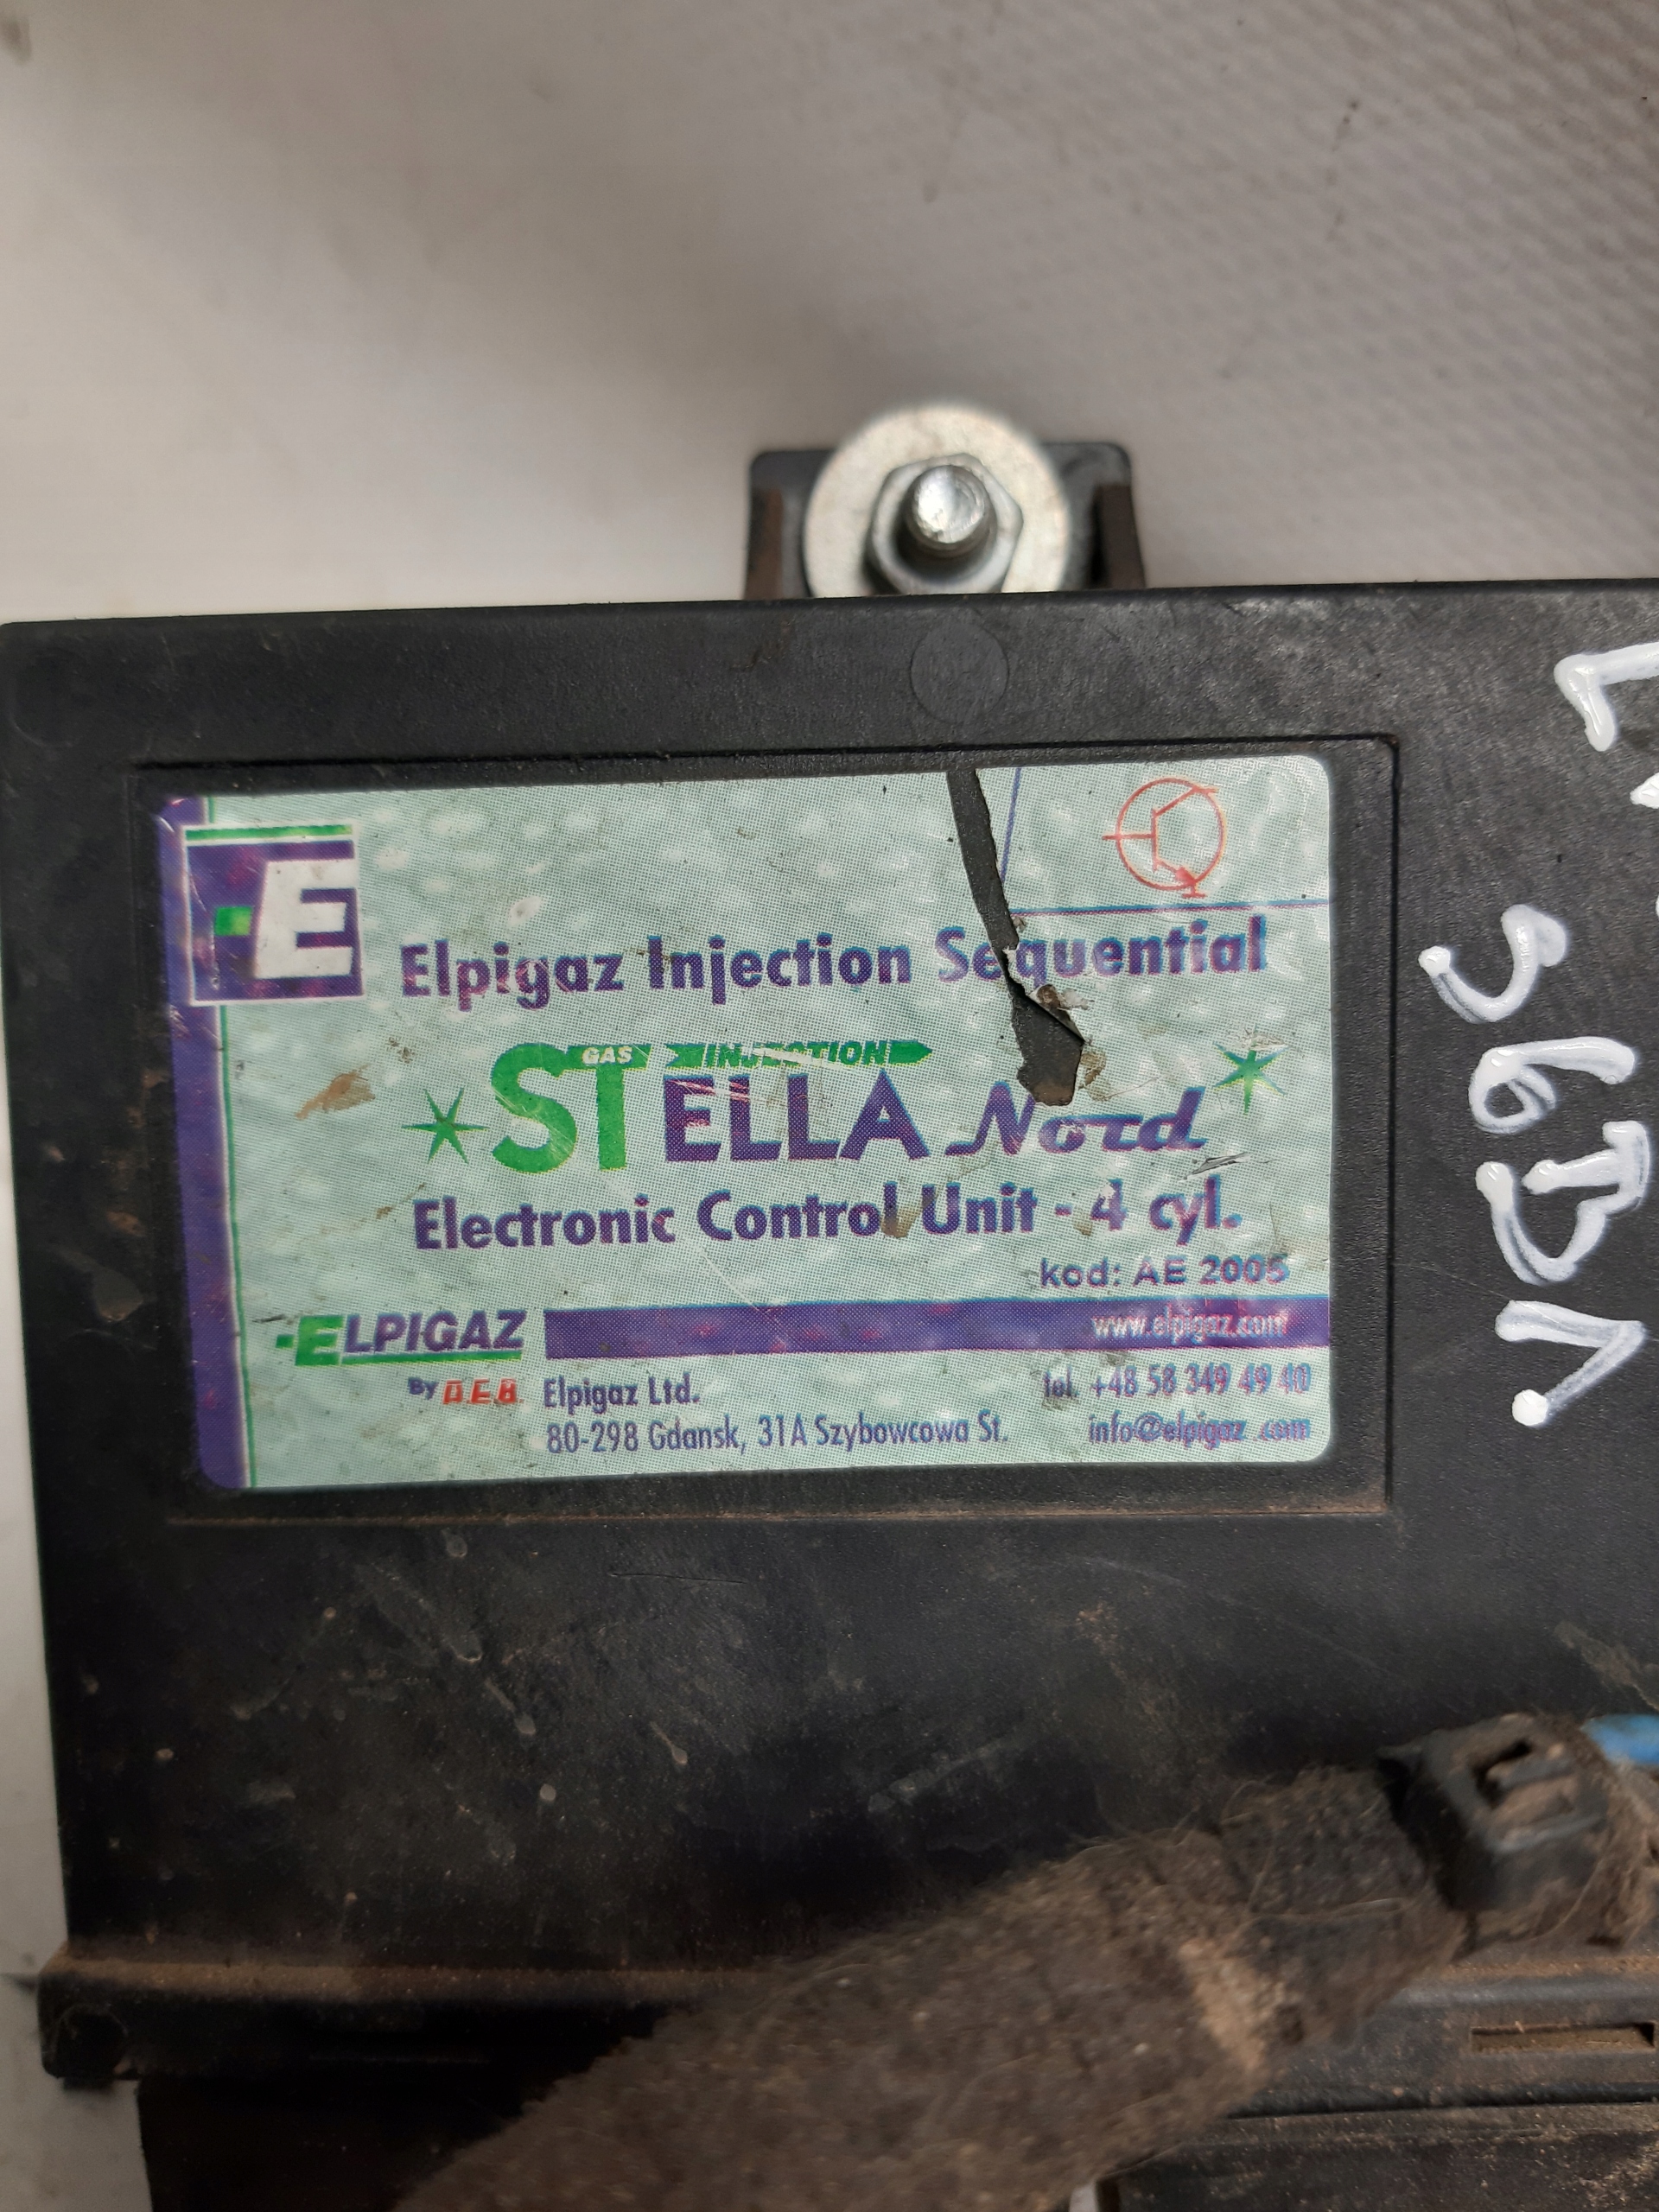 E
Elpigaz Injection Sequential
GAS INJECTION
STELLA Nord
Electronic Control Unit - 4 cyl.
kod: AE 2005
ELPIGAZ
www.elpigaz.com
By A.E.B.
Elpigaz Ltd.
tel. +48 58 349 49 40
80-298 Gdansk, 31A Szybowcowa St.
info@elpigaz.com